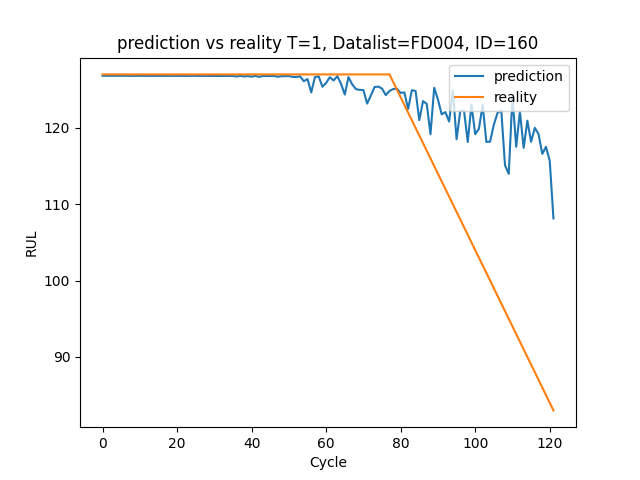 prediction vs reality T=1, Datalist=FD004, ID=160
prediction
reality
RUL
120
110
100
90
0 20 40 60 80 100 120
Cycle